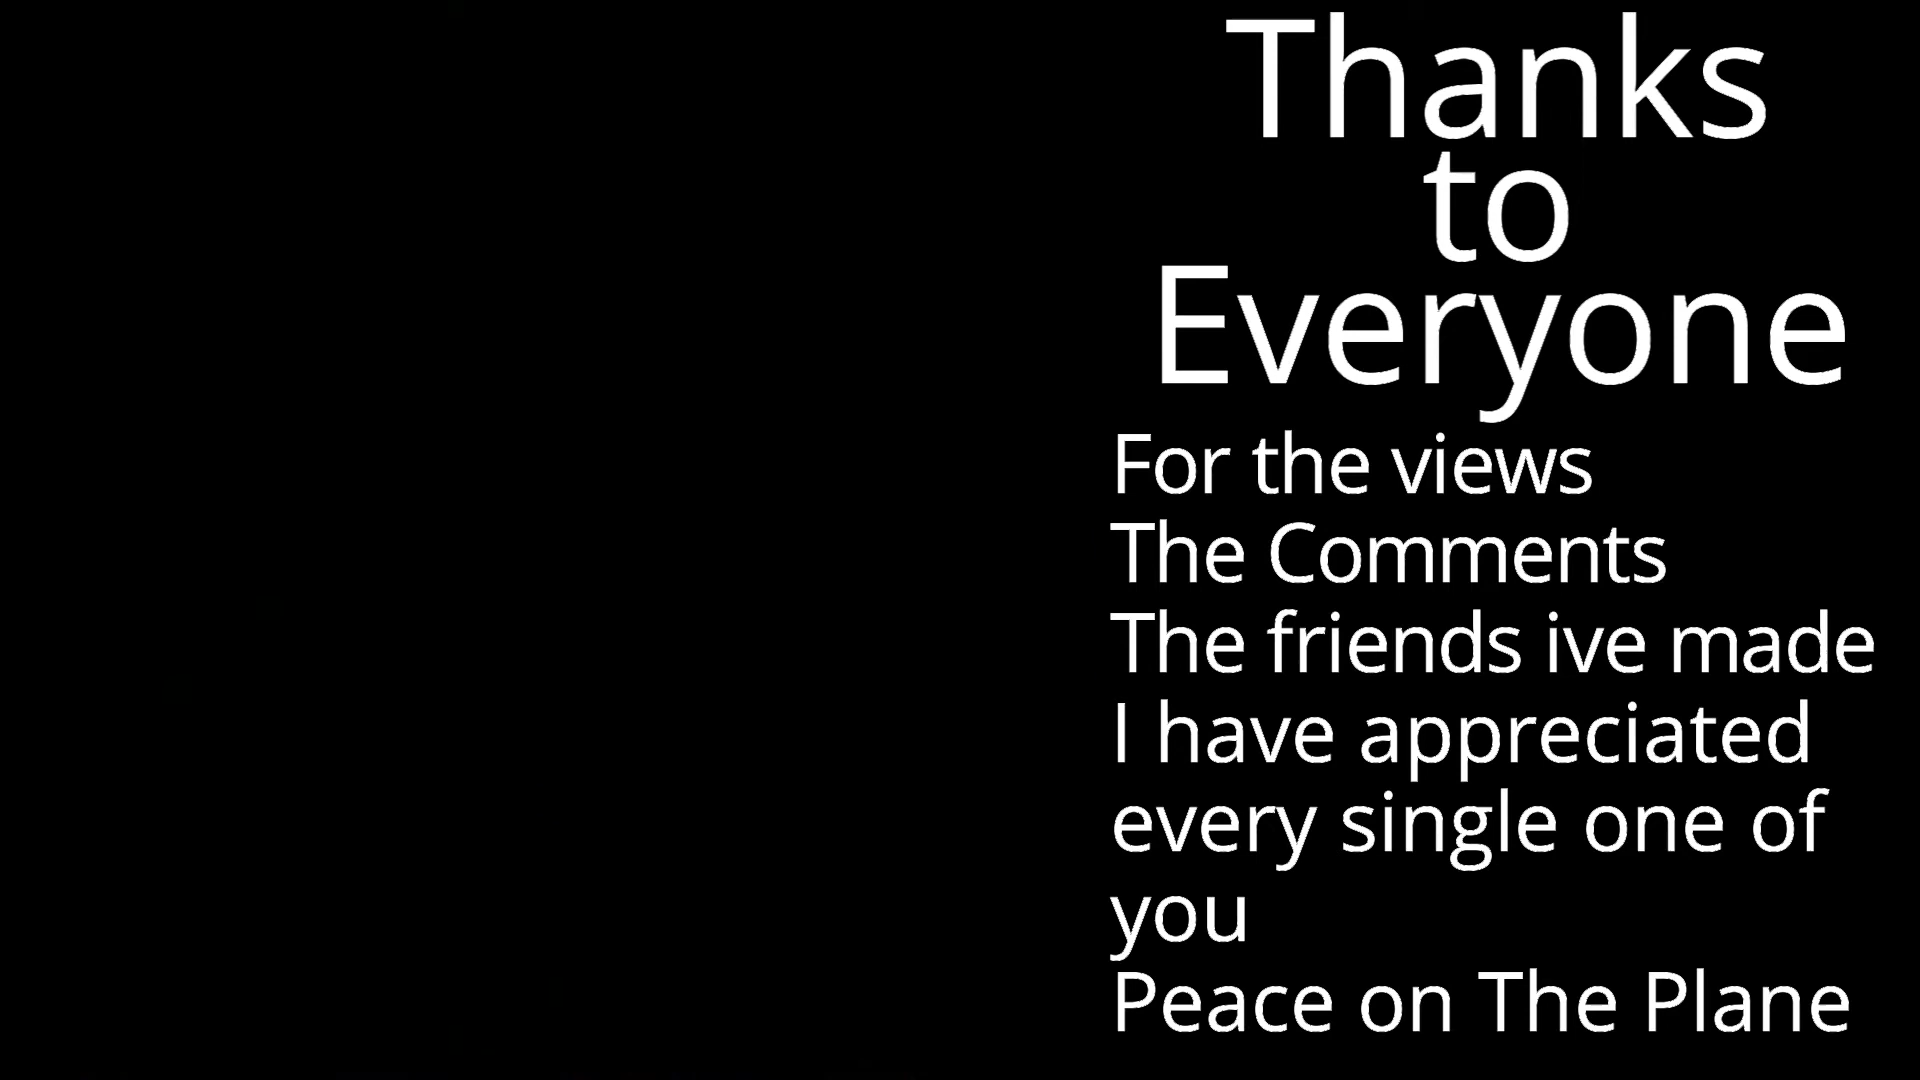 Thanks
to
Everyone
For the views
The Comments
The friends ive made
I have appreciated
every single one of
you
Peace on The Plane